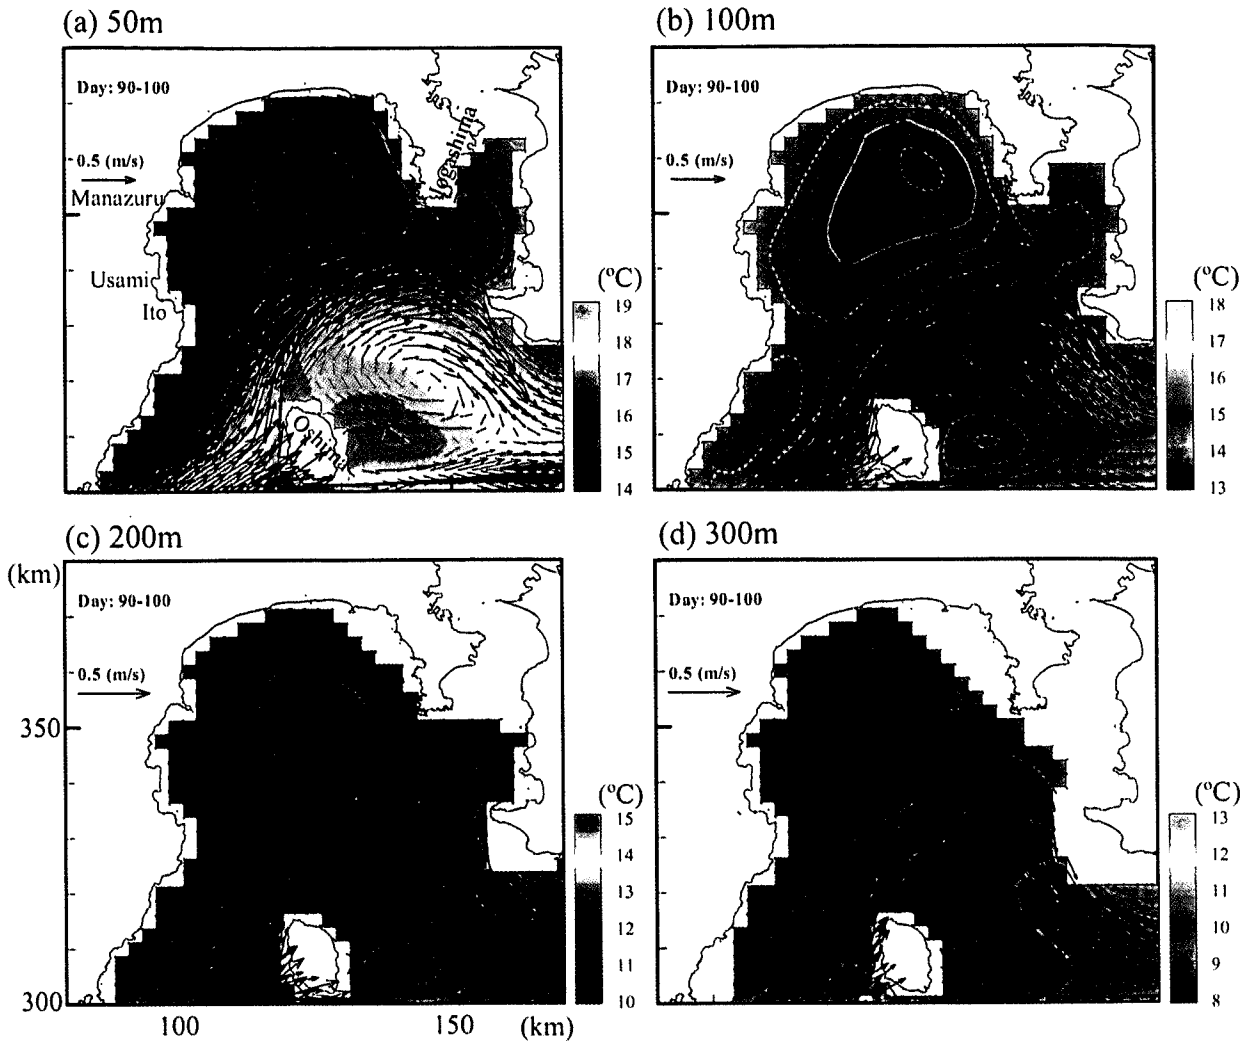 (a) 50m
Day: 90-100
0.5 (m/s)
Manazuru
Jogashima
Usami
Ito
Oshima
(°C)
19
18
17
16
15
14
(b) 100m
Day: 90-100
0.5 (m/s)
(°C)
18
17
16
15
14
13
(c) 200m
(km)
Day: 90-100
0.5 (m/s)
350
300
100
150
(km)
(°C)
15
14
13
12
11
10
(d) 300m
Day: 90-100
0.5 (m/s)
(°C)
13
12
11
10
9
8